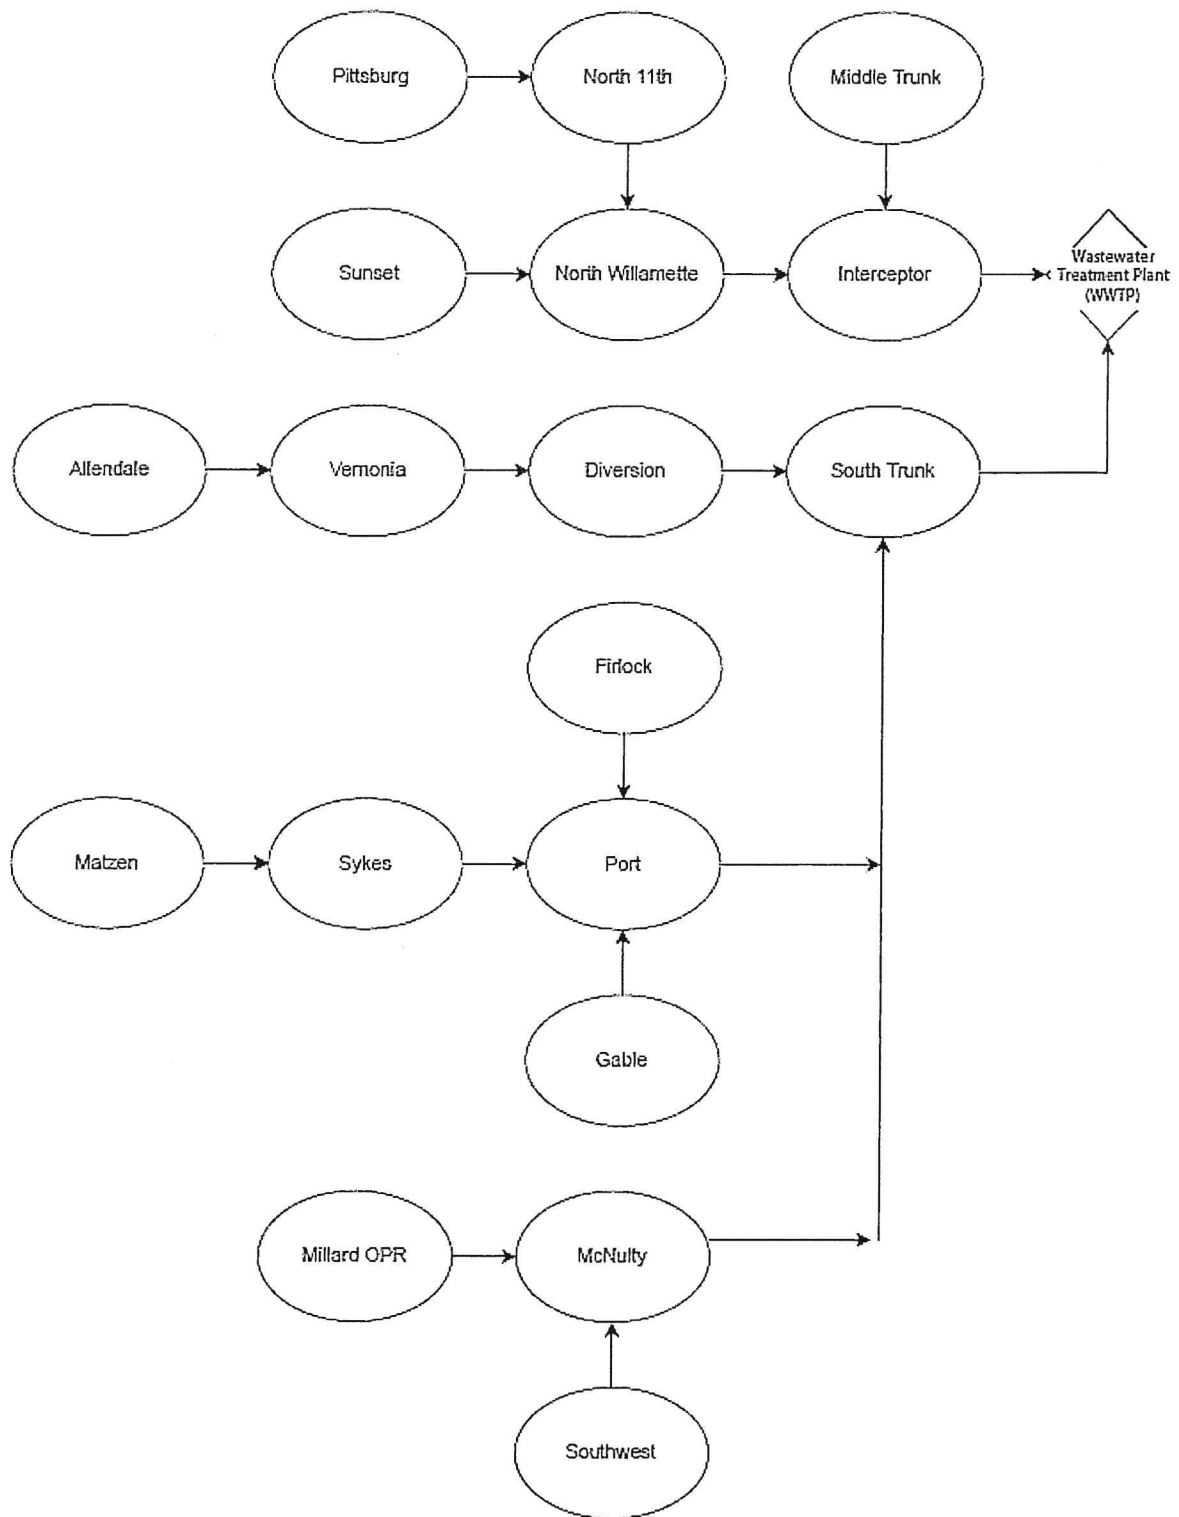 Pittsburg
North 11th
Middle Trunk
Sunset
North Willamette
Interceptor
Wastewater
Treatment Plant
(WWTP)
Allendale
Vernonia
Diversion
South Trunk
Firlock
Matzen
Sykes
Port
Gable
Millard OPR
McNulty
Southwest